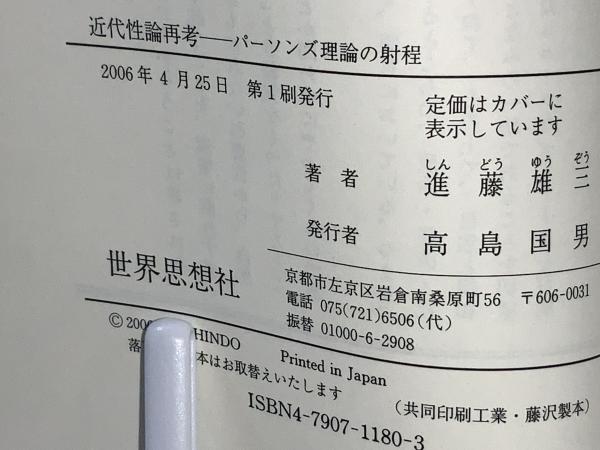 近代性論再考――パーソンズ理論の射程
2006年4月25日 第1刷発行
定価はカバーに
表示しています
しん どう ゆう ぞう
著者 進藤雄三
発行者 高島国男
世界思想社
京都市左京区岩倉南桑原町56 〒606-0031
電話 075(721)6506(代)
振替 01000-6-2908
© 200 HINDO Printed in Japan
落 本はお取替えいたします
(共同印刷工業・藤沢製本)
ISBN4-7907-1180-3